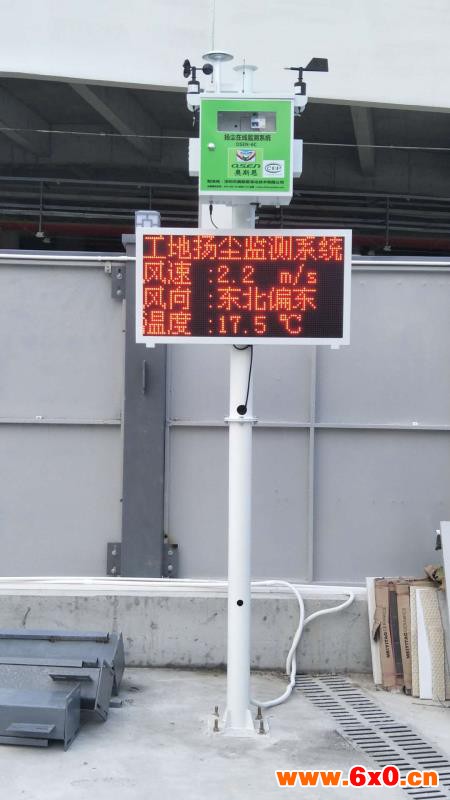 扬尘在线监测系统
OSEN-6C
OSEN
奥斯恩
CEP
工地扬尘监测系统
风速 :2.2 m/s
风向 :东北偏东
温度 :17.5 ℃
www.6x0.cn